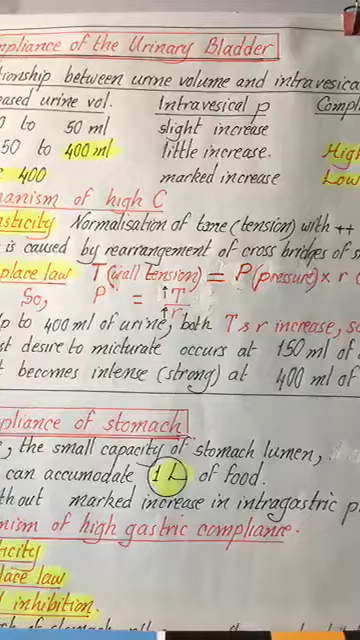 mpliance of the Urinary Bladder
tionship between urine volume and intravesica
ased urine vol. Intravesical p Compl
0 to 50 ml slight increase
50 to 400 ml little increase. High
400 marked increase Low
anism of high C
asticity Normalisation of tone (tension) with ++
is caused by rearrangement of cross bridges of s
place law T (wall Tension) = P (pressure) x r (
So, P = ↑T
↑r
p to 400 ml of urine, both T & r increase, so
st desire to micturate occurs at 150 ml of
t becomes intense (strong) at 400 ml of
pliance of stomach
, the small capacity of stomach lumen,
can accumodate 1 L of food.
thout marked increase in intragastric p
nism of high gastric compliance.
ticity
lace law
l inhibition.